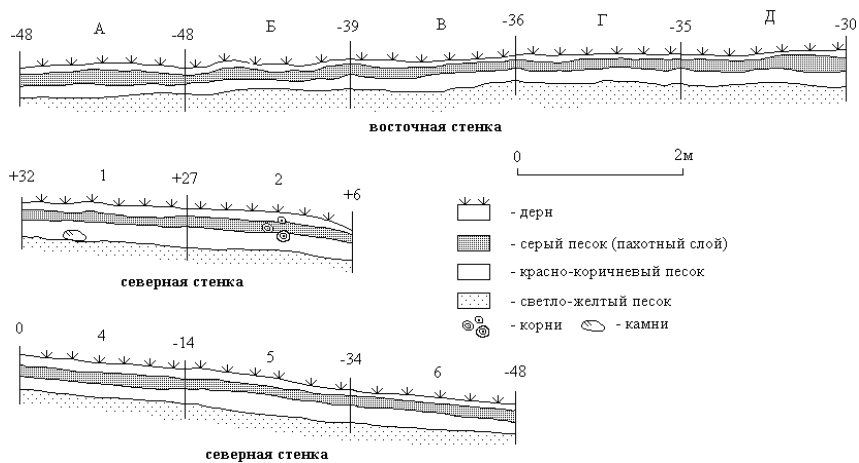 А Б В Г Д
-48 -48 -39 -36 -35 -30
восточная стенка
0 2м
+32 1 +27 2 +6
северная стенка
- дерн
- серый песок (пахотный слой)
- красно-коричневый песок
- светло-желтый песок
- корни - камни
0 4 -14 5 -34 6 -48
северная стенка